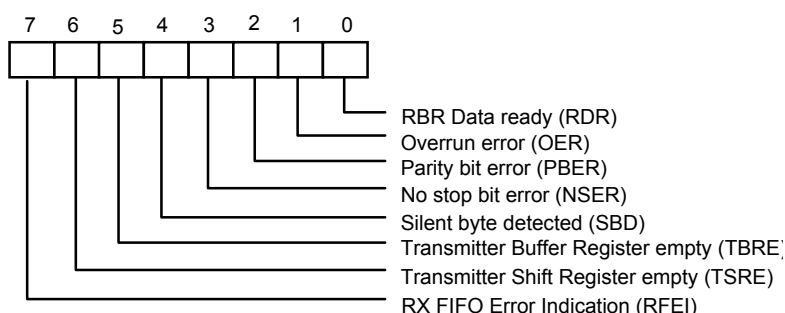 7 6 5 4 3 2 1 0
RBR Data ready (RDR)
Overrun error (OER)
Parity bit error (PBER)
No stop bit error (NSER)
Silent byte detected (SBD)
Transmitter Buffer Register empty (TBRE)
Transmitter Shift Register empty (TSRE)
RX FIFO Error Indication (RFEI)